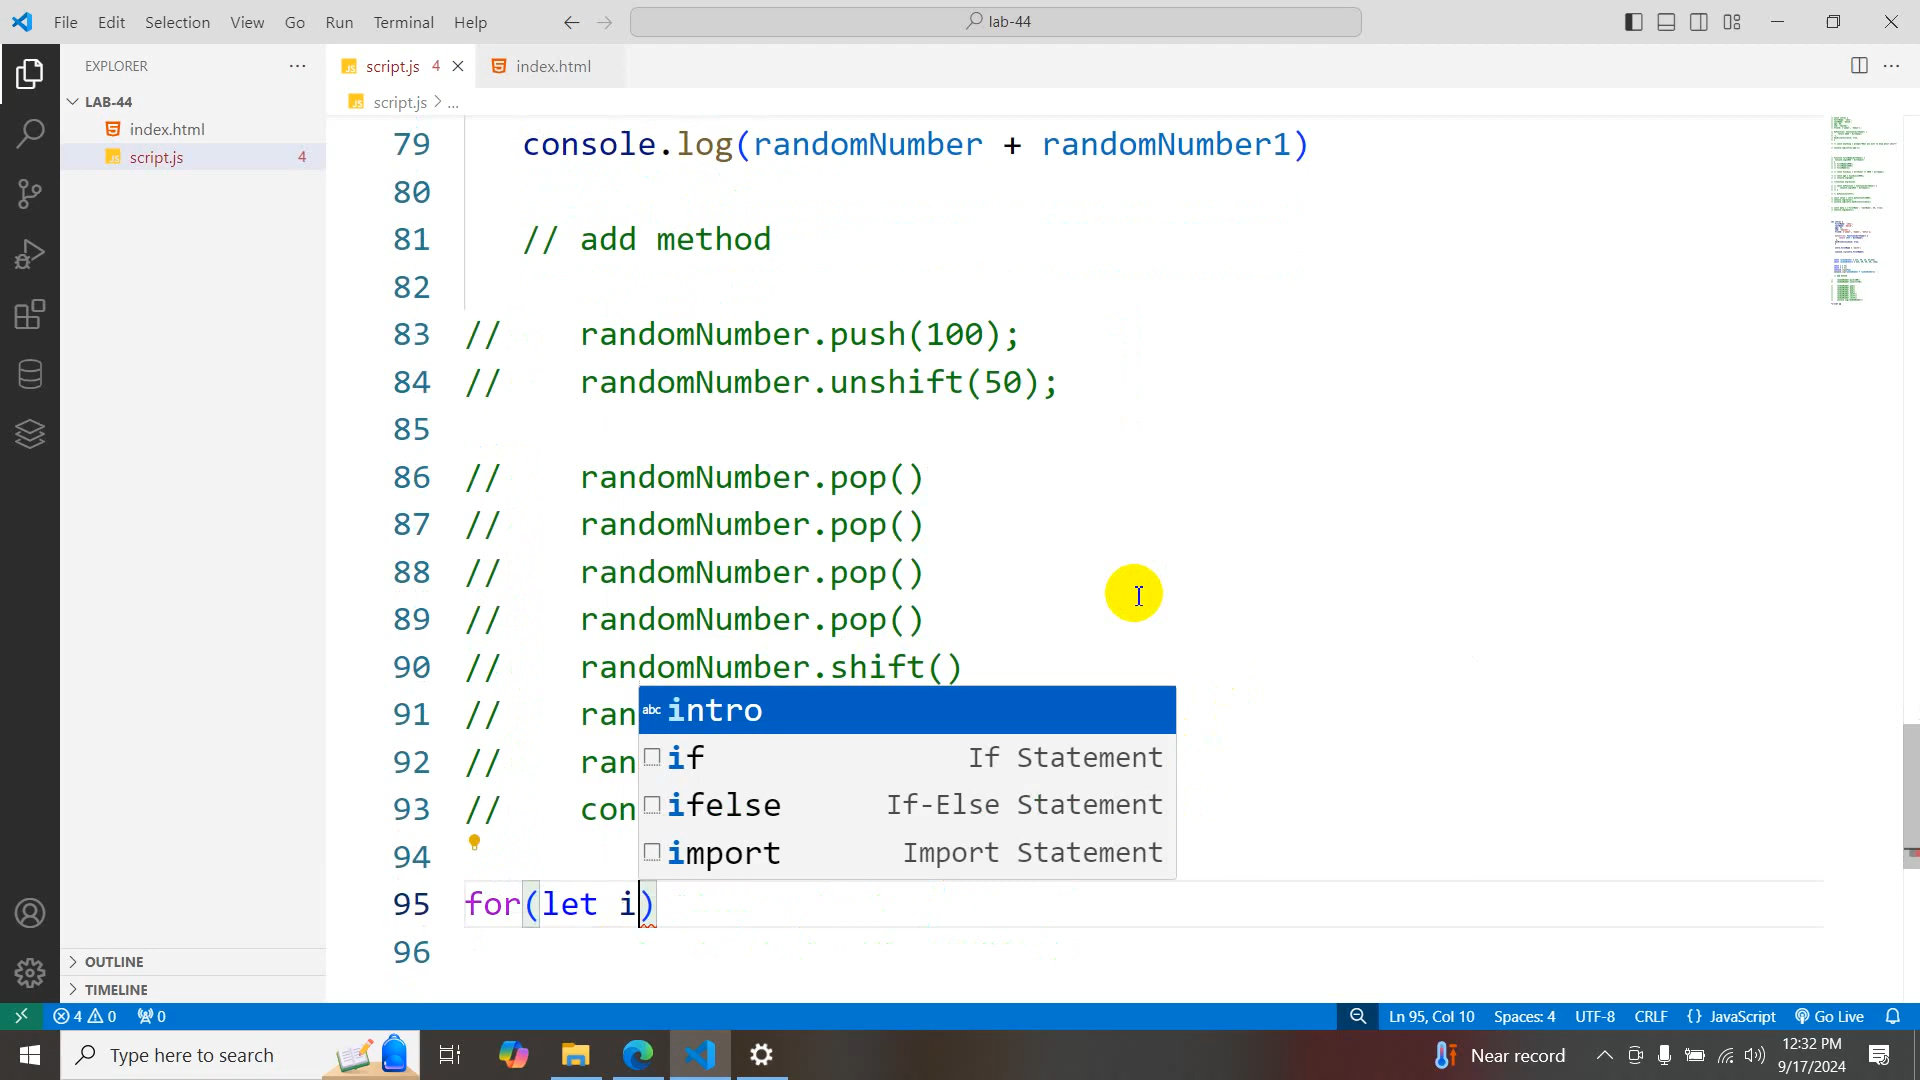 File Edit Selection View Go Run Terminal Help
lab-44
EXPLORER
LAB-44
index.html
script.js 4
script.js 4
index.html
script.js > ...
79 console.log(randomNumber + randomNumber1)
80
81 // add method
82
83 // randomNumber.push(100);
84 // randomNumber.unshift(50);
85
86 // randomNumber.pop()
87 // randomNumber.pop()
88 // randomNumber.pop()
89 // randomNumber.pop()
90 // randomNumber.shift()
91 // ran
92 // ran
93 // con
94
95 for(let i)
96
abc intro
if If Statement
ifelse If-Else Statement
import Import Statement
OUTLINE
TIMELINE
4 0 0
Ln 95, Col 10 Spaces: 4 UTF-8 CRLF {} JavaScript Go Live
Type here to search
Near record
12:32 PM
9/17/2024